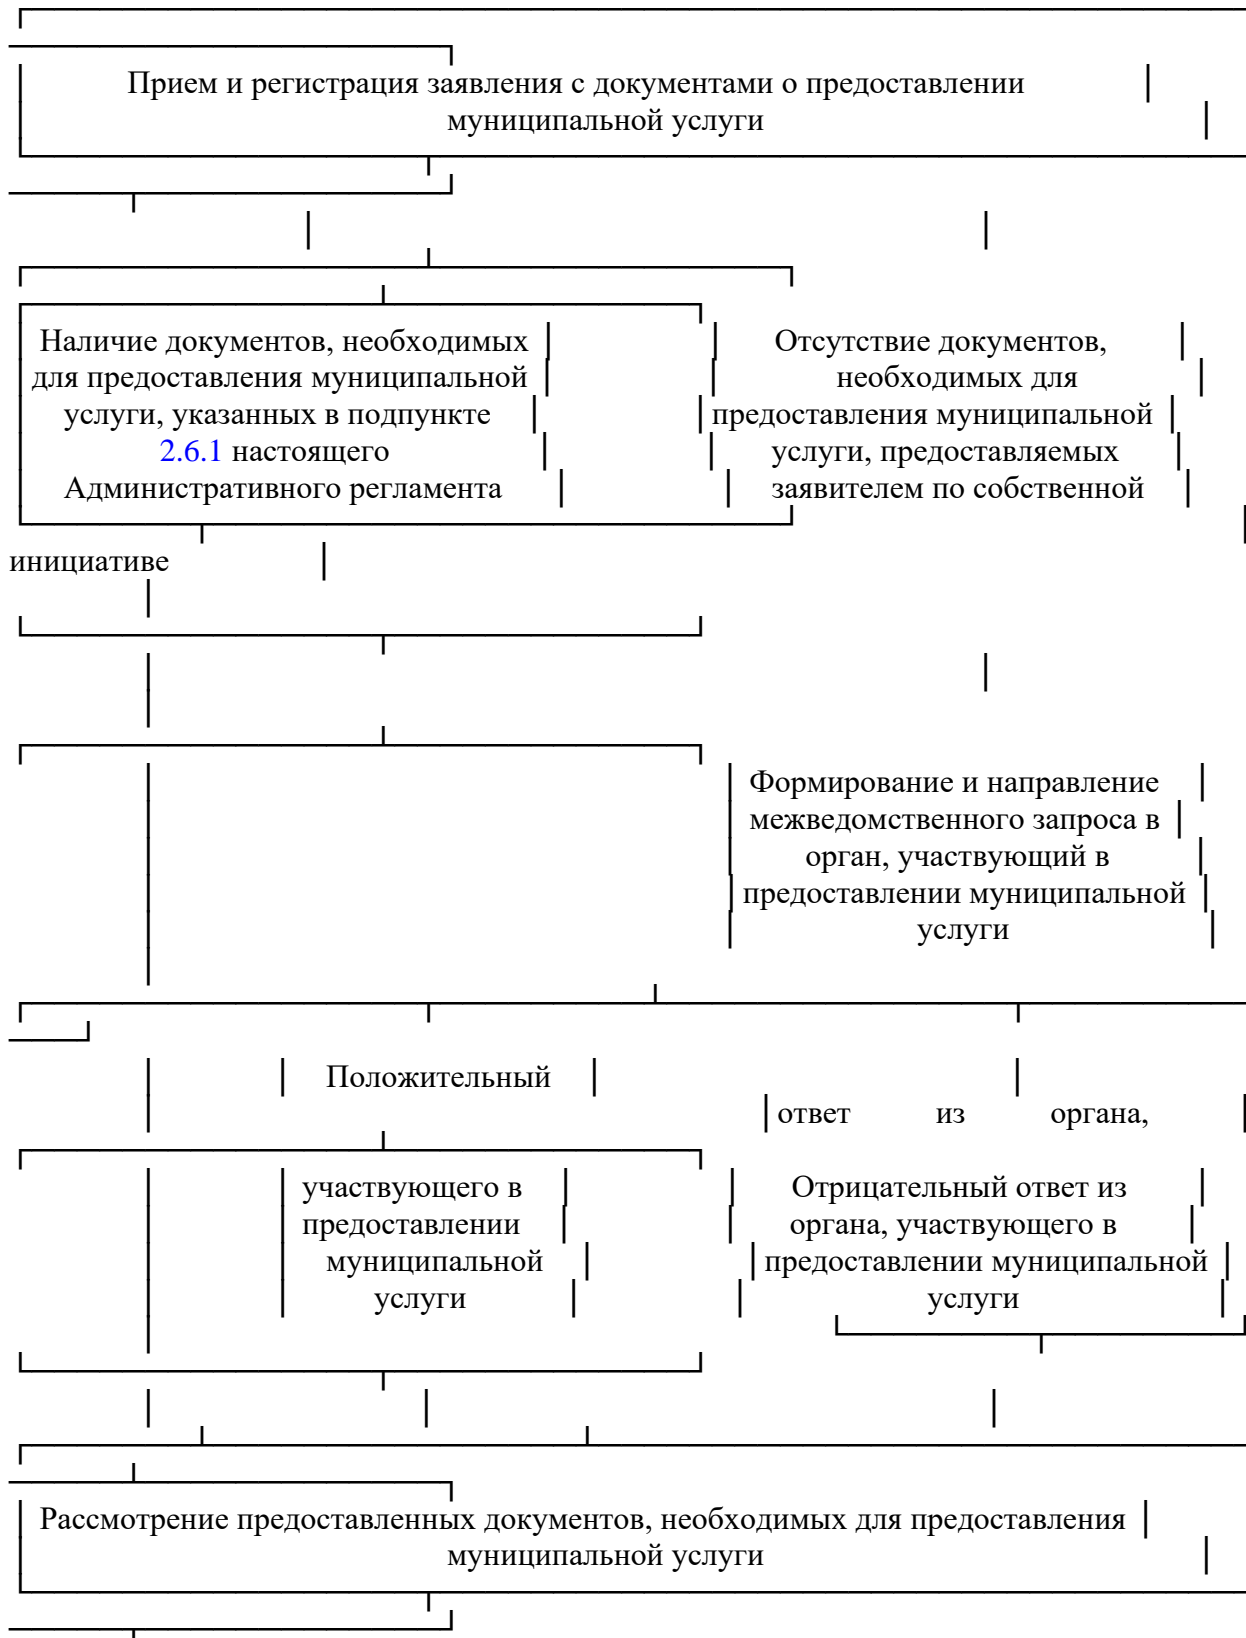 Прием и регистрация заявления с документами о предоставлении
муниципальной услуги
Наличие документов, необходимых Отсутствие документов,
для предоставления муниципальной необходимых для
услуги, указанных в подпункте предоставления муниципальной
2.6.1 настоящего услуги, предоставляемых
Административного регламента заявителем по собственной
инициативе
Формирование и направление
межведомственного запроса в
орган, участвующий в
предоставлении муниципальной
услуги
Положительный
ответ из органа,
участвующего в Отрицательный ответ из
предоставлении органа, участвующего в
муниципальной предоставлении муниципальной
услуги услуги
Рассмотрение предоставленных документов, необходимых для предоставления
муниципальной услуги